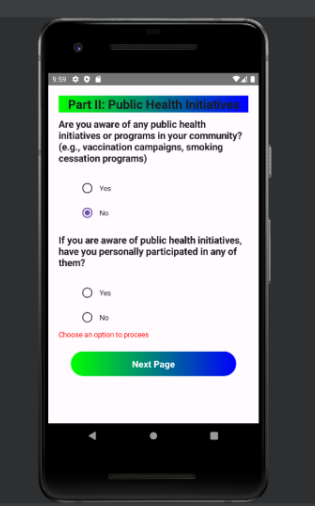 9:59
Part II: Public Health Initiatives
Are you aware of any public health
initiatives or programs in your community?
(e.g., vaccination campaigns, smoking
cessation programs)
Yes
No
If you are aware of public health initiatives,
have you personally participated in any of
them?
Yes
No
Choose an option to procees
Next Page